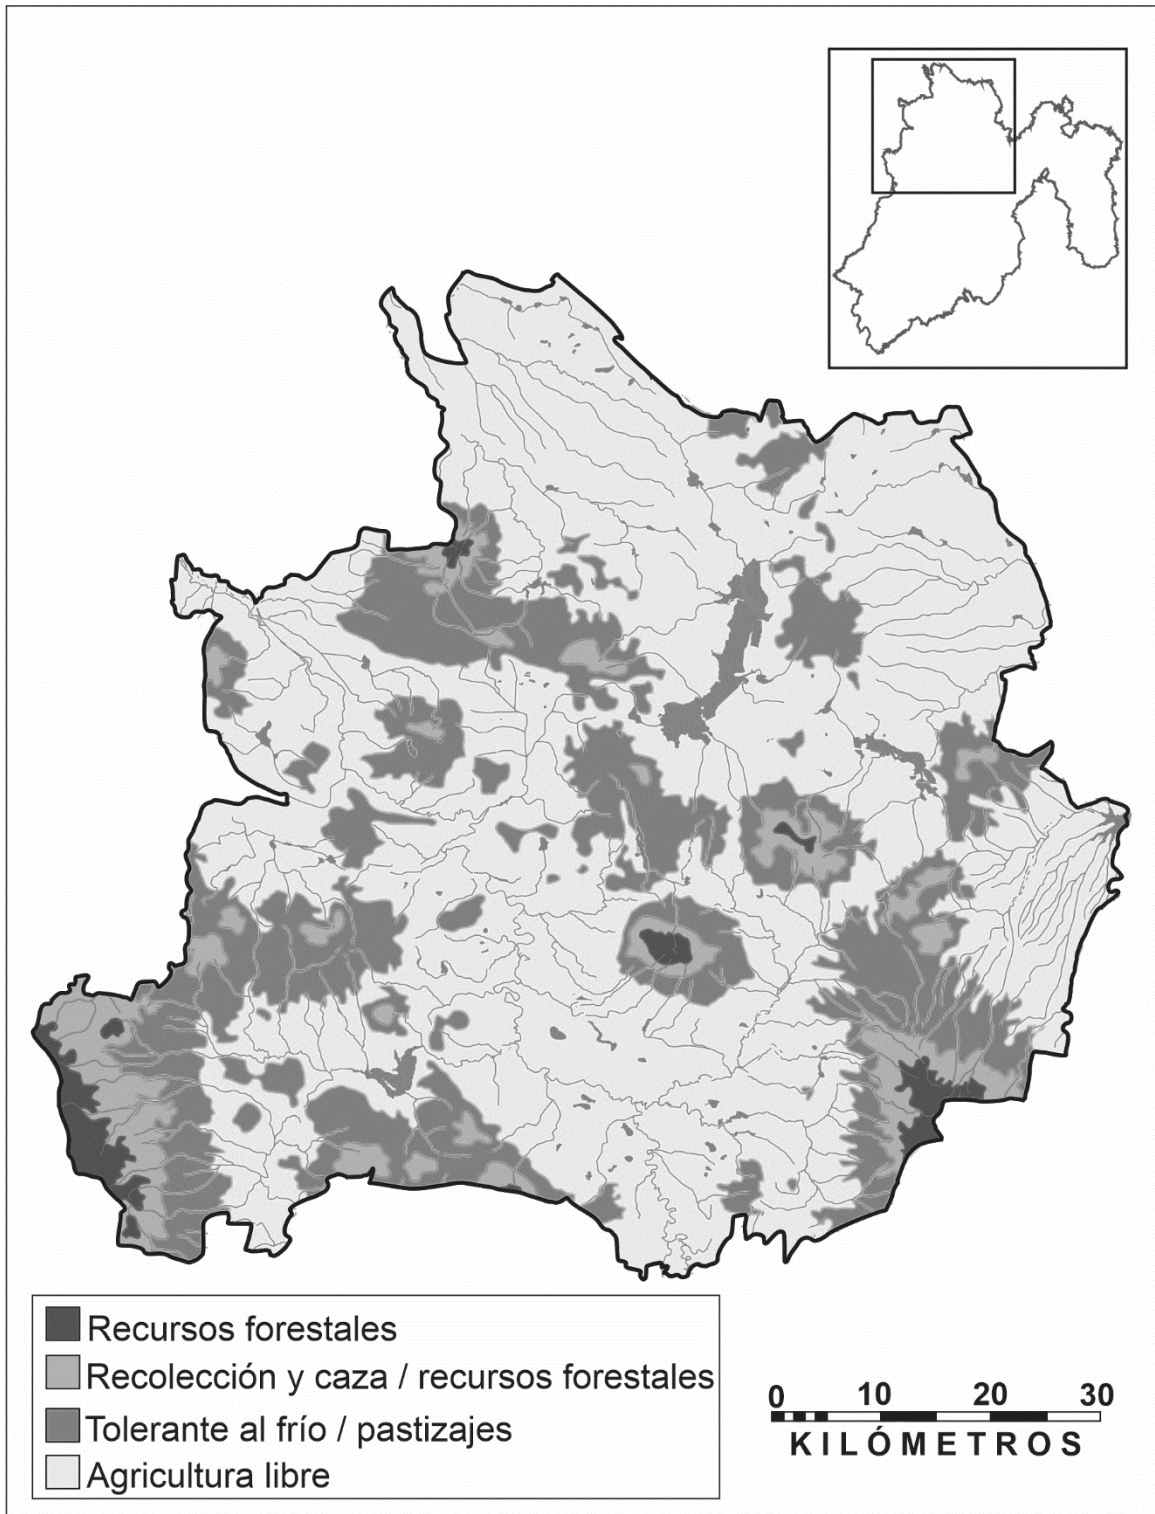 Recursos forestales
Recolección y caza / recursos forestales
Tolerante al frío / pastizajes
Agricultura libre
0 10 20 30
KILÓMETROS